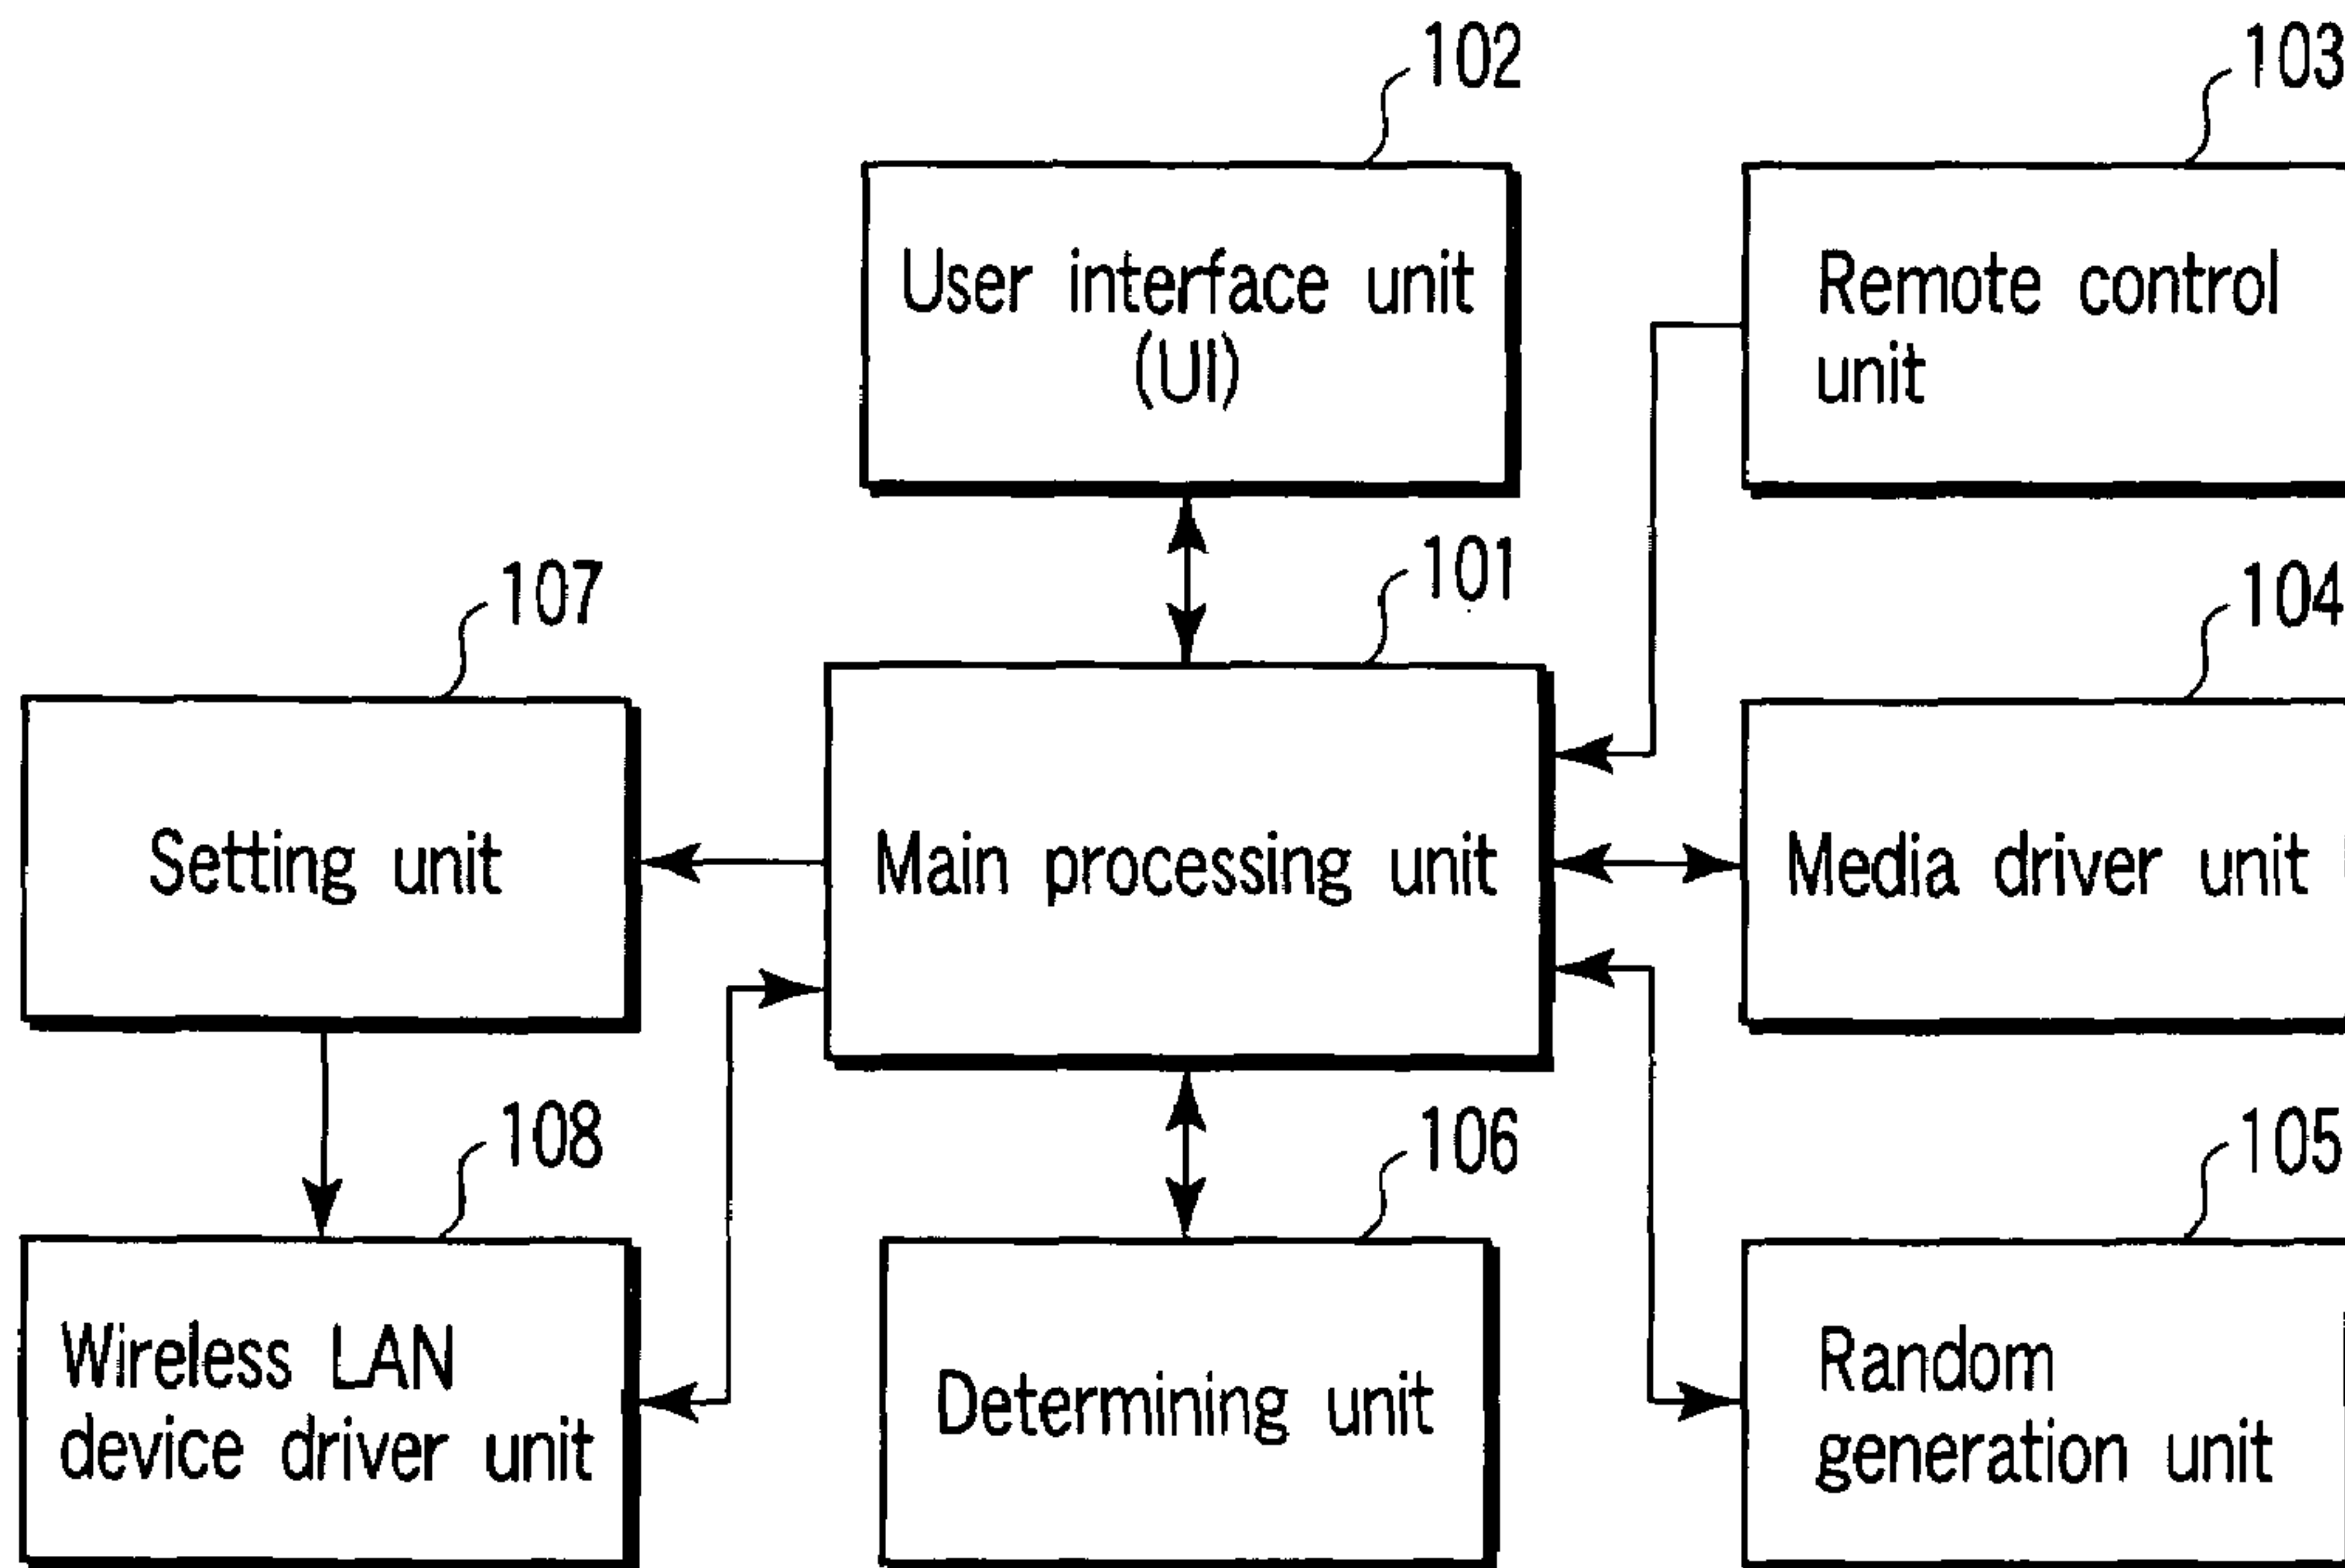 102
103
User interface unit
(UI)
Remote control
unit
107
101
104
Setting unit
Main processing unit
Media driver unit
108
106
105
Wireless LAN
device driver unit
Determining unit
Random
generation unit